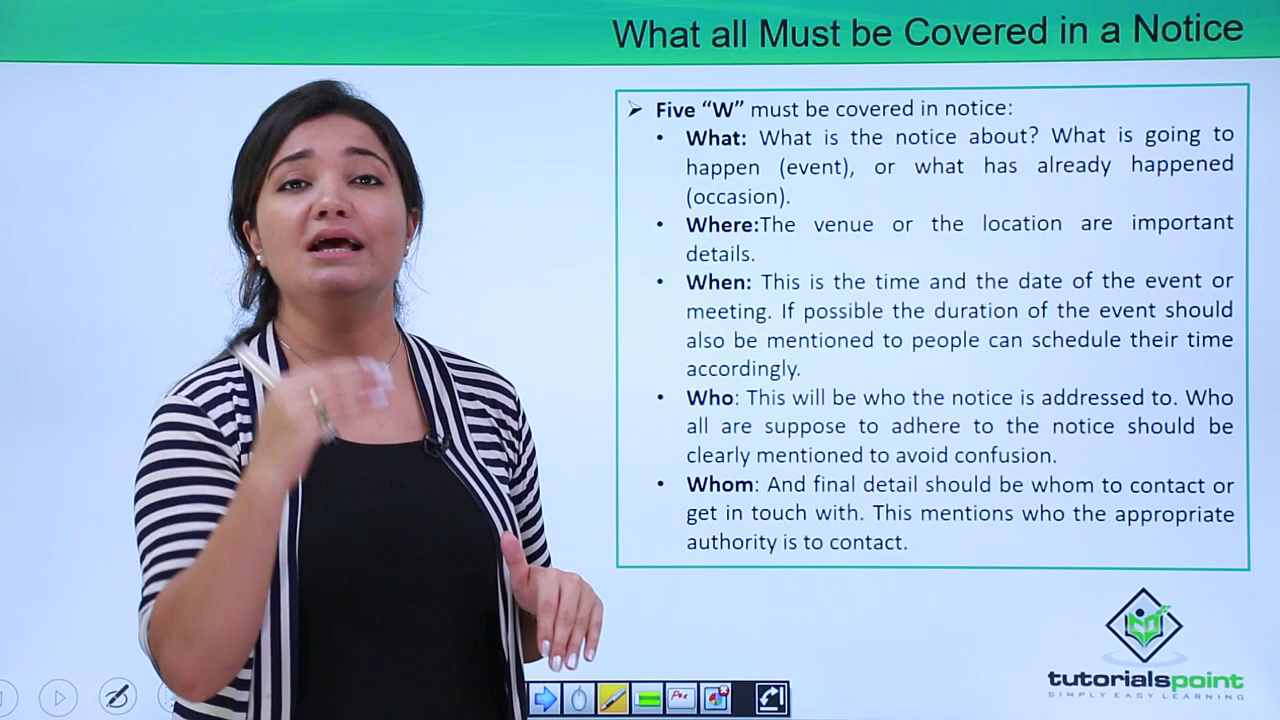 What all Must be Covered in a Notice
➢ Five “W” must be covered in notice:
• What: What is the notice about? What is going to
happen (event), or what has already happened
(occasion).
• Where:The venue or the location are important
details.
• When: This is the time and the date of the event or
meeting. If possible the duration of the event should
also be mentioned to people can schedule their time
accordingly.
• Who: This will be who the notice is addressed to. Who
all are suppose to adhere to the notice should be
clearly mentioned to avoid confusion.
• Whom: And final detail should be whom to contact or
get in touch with. This mentions who the appropriate
authority is to contact.
tutorialspoint
SIMPLY EASY LEARNING